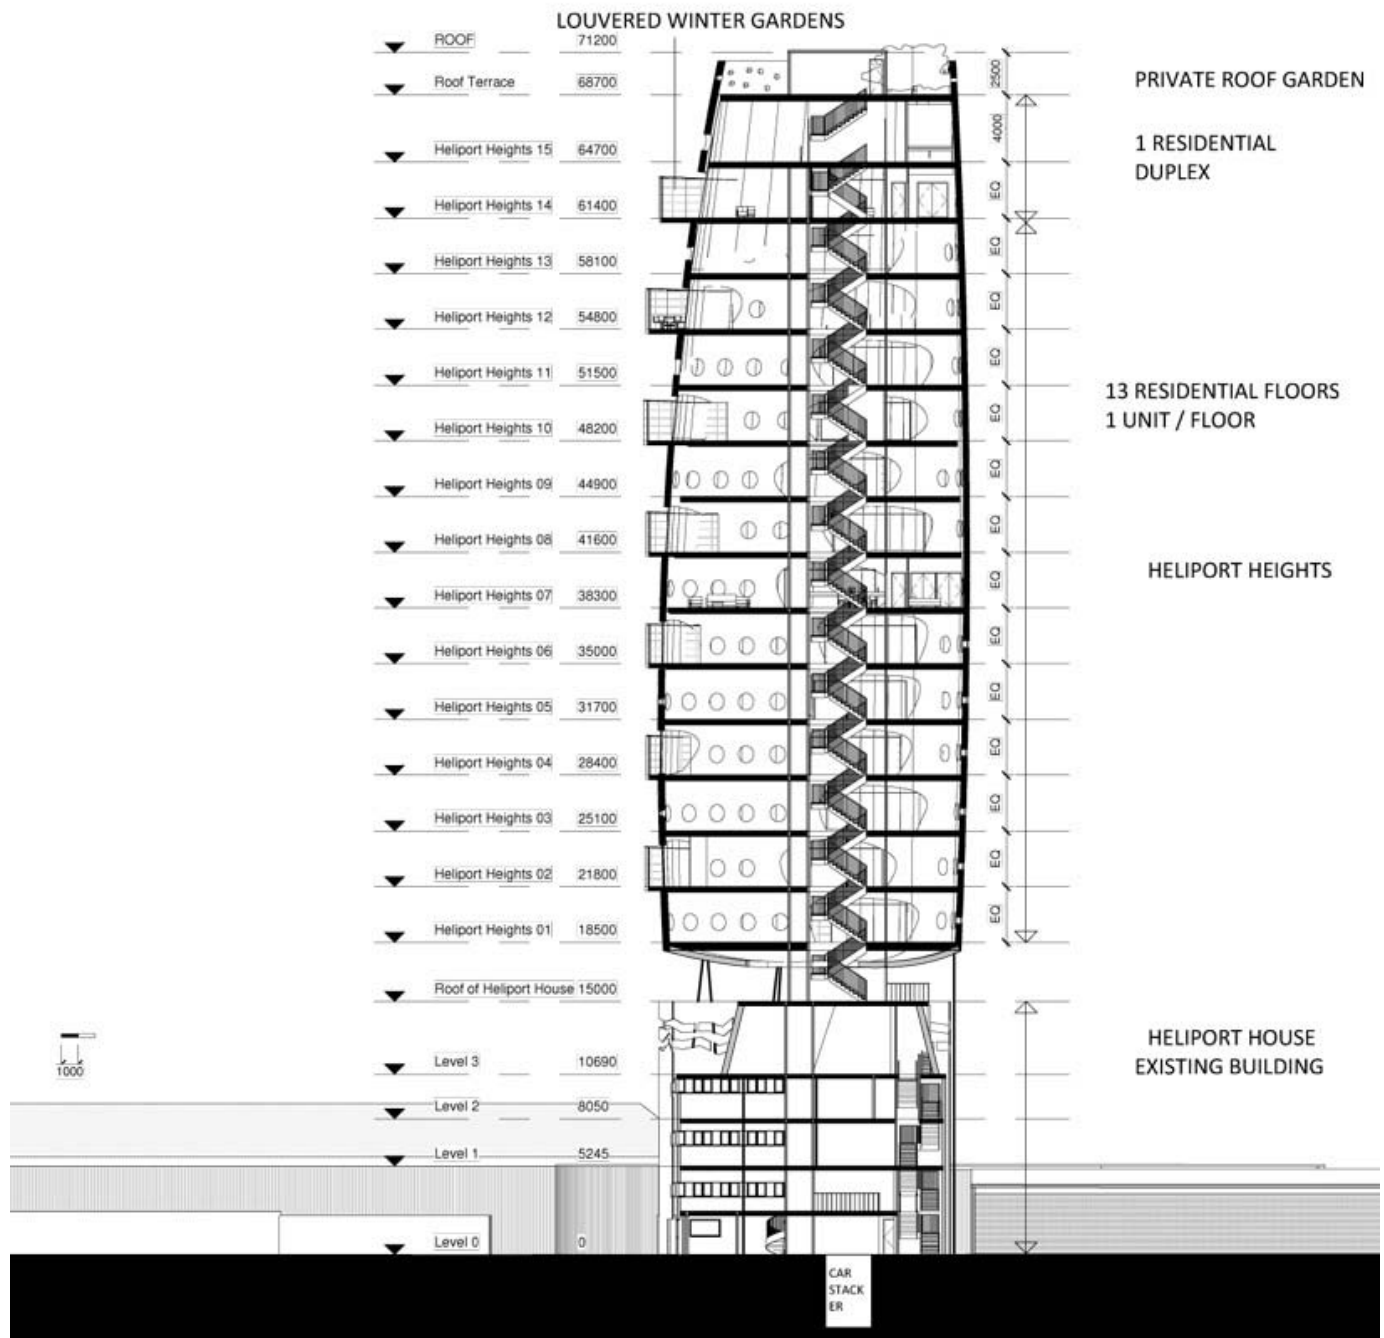 LOUVERED WINTER GARDENS
ROOF 71200
Roof Terrace 68700
2500
PRIVATE ROOF GARDEN
4000
1 RESIDENTIAL
DUPLEX
Heliport Heights 15 64700
EQ
Heliport Heights 14 61400
EQ
Heliport Heights 13 58100
EQ
Heliport Heights 12 54800
EQ
Heliport Heights 11 51500
EQ
13 RESIDENTIAL FLOORS
1 UNIT / FLOOR
Heliport Heights 10 48200
EQ
Heliport Heights 09 44900
EQ
Heliport Heights 08 41600
EQ
HELIPORT HEIGHTS
Heliport Heights 07 38300
EQ
Heliport Heights 06 35000
EQ
Heliport Heights 05 31700
EQ
Heliport Heights 04 28400
EQ
Heliport Heights 03 25100
EQ
Heliport Heights 02 21800
EQ
Heliport Heights 01 18500
Roof of Heliport House 15000
HELIPORT HOUSE
EXISTING BUILDING
1000
Level 3 10690
Level 2 8050
Level 1 5245
Level 0 0
CAR
STACK
ER